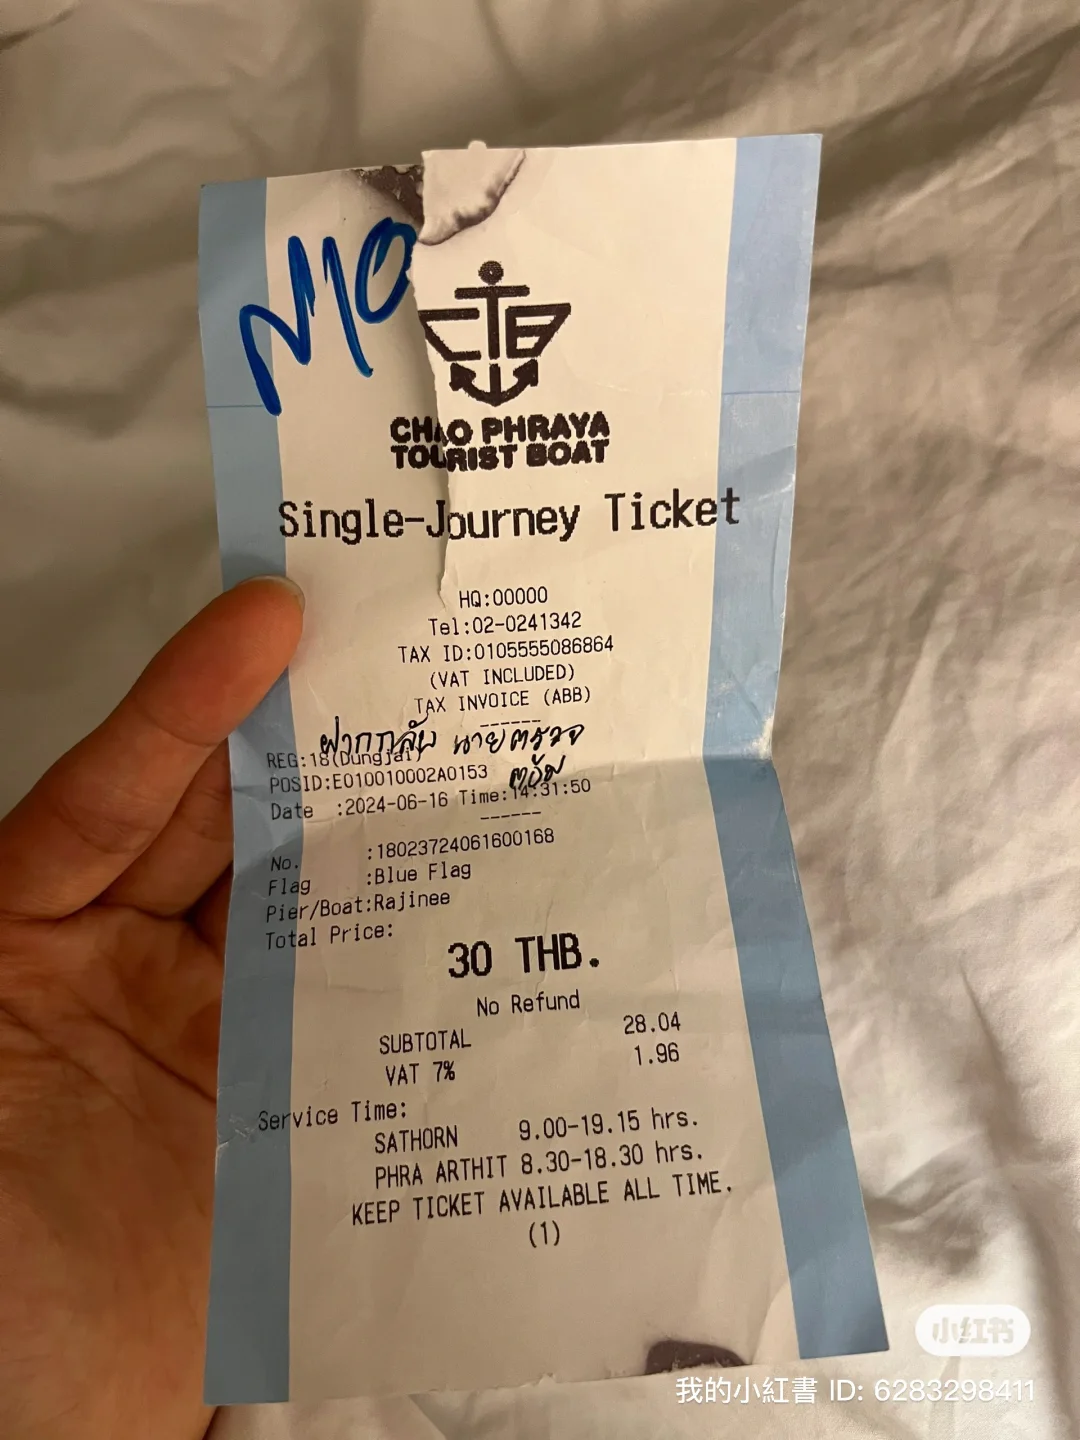 CTB
CHAO PHRAYA
TOURIST BOAT
Single-Journey Ticket
HQ:00000
Tel:02-0241342
TAX ID:0105555086864
(VAT INCLUDED)
TAX INVOICE (ABB)
------
ฝากกลับ นายตรวจ
REG:18(Dungjai)
POSID:E010010002A0153
Date :2024-06-16 Time:14:31:50
------
No. :18023724061600168
Flag :Blue Flag
Pier/Boat:Rajinee
Total Price:
30 THB.
No Refund
SUBTOTAL 28.04
VAT 7% 1.96
Service Time:
SATHORN 9.00-19.15 hrs.
PHRA ARTHIT 8.30-18.30 hrs.
KEEP TICKET AVAILABLE ALL TIME.
(1)
小红书
我的小紅書 ID: 6283298411